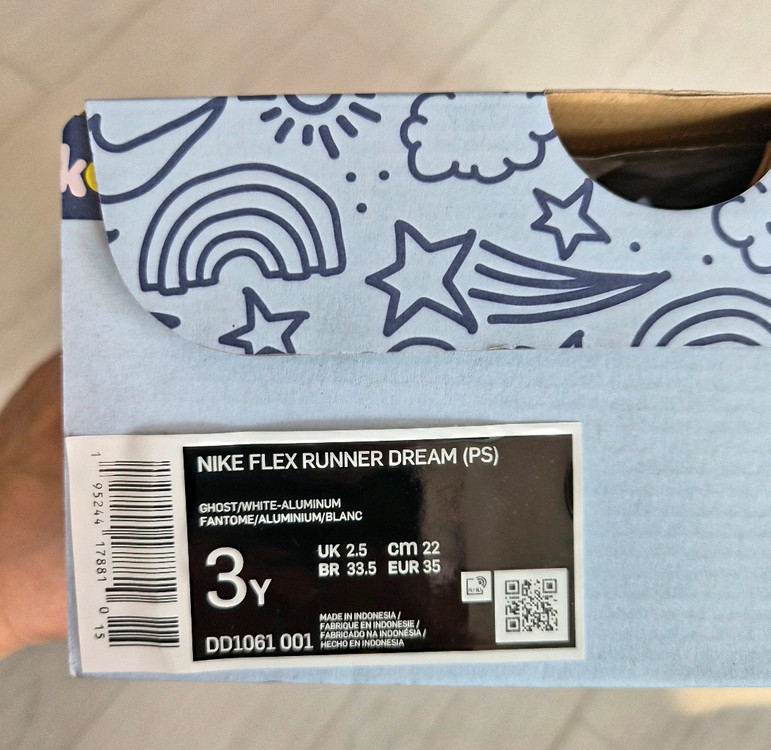 k
NIKE FLEX RUNNER DREAM (PS)
GHOST/WHITE-ALUMINUM
FANTOME/ALUMINIUM/BLANC
3Y
UK 2.5 cm 22
BR 33.5 EUR 35
DD1061 001
MADE IN INDONESIA /
FABRIQUE EN INDONESIE /
FABRICADO NA INDONÉSIA /
HECHO EN INDONESIA
1 95244 17881 0 15